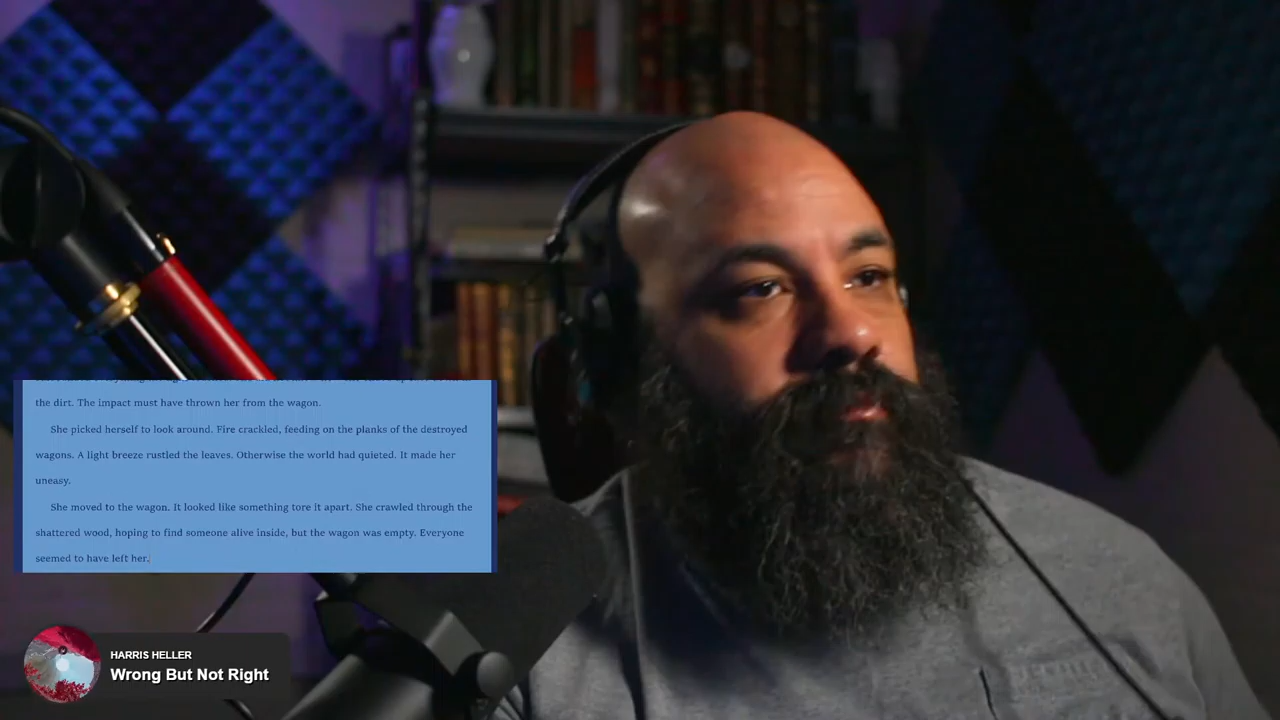 the dirt. The impact must have thrown her from the wagon.
She picked herself to look around. Fire crackled, feeding on the planks of the destroyed
wagons. A light breeze rustled the leaves. Otherwise the world had quieted. It made her
uneasy.
She moved to the wagon. It looked like something tore it apart. She crawled through the
shattered wood, hoping to find someone alive inside, but the wagon was empty. Everyone
seemed to have left her.
HARRIS HELLER
Wrong But Not Right